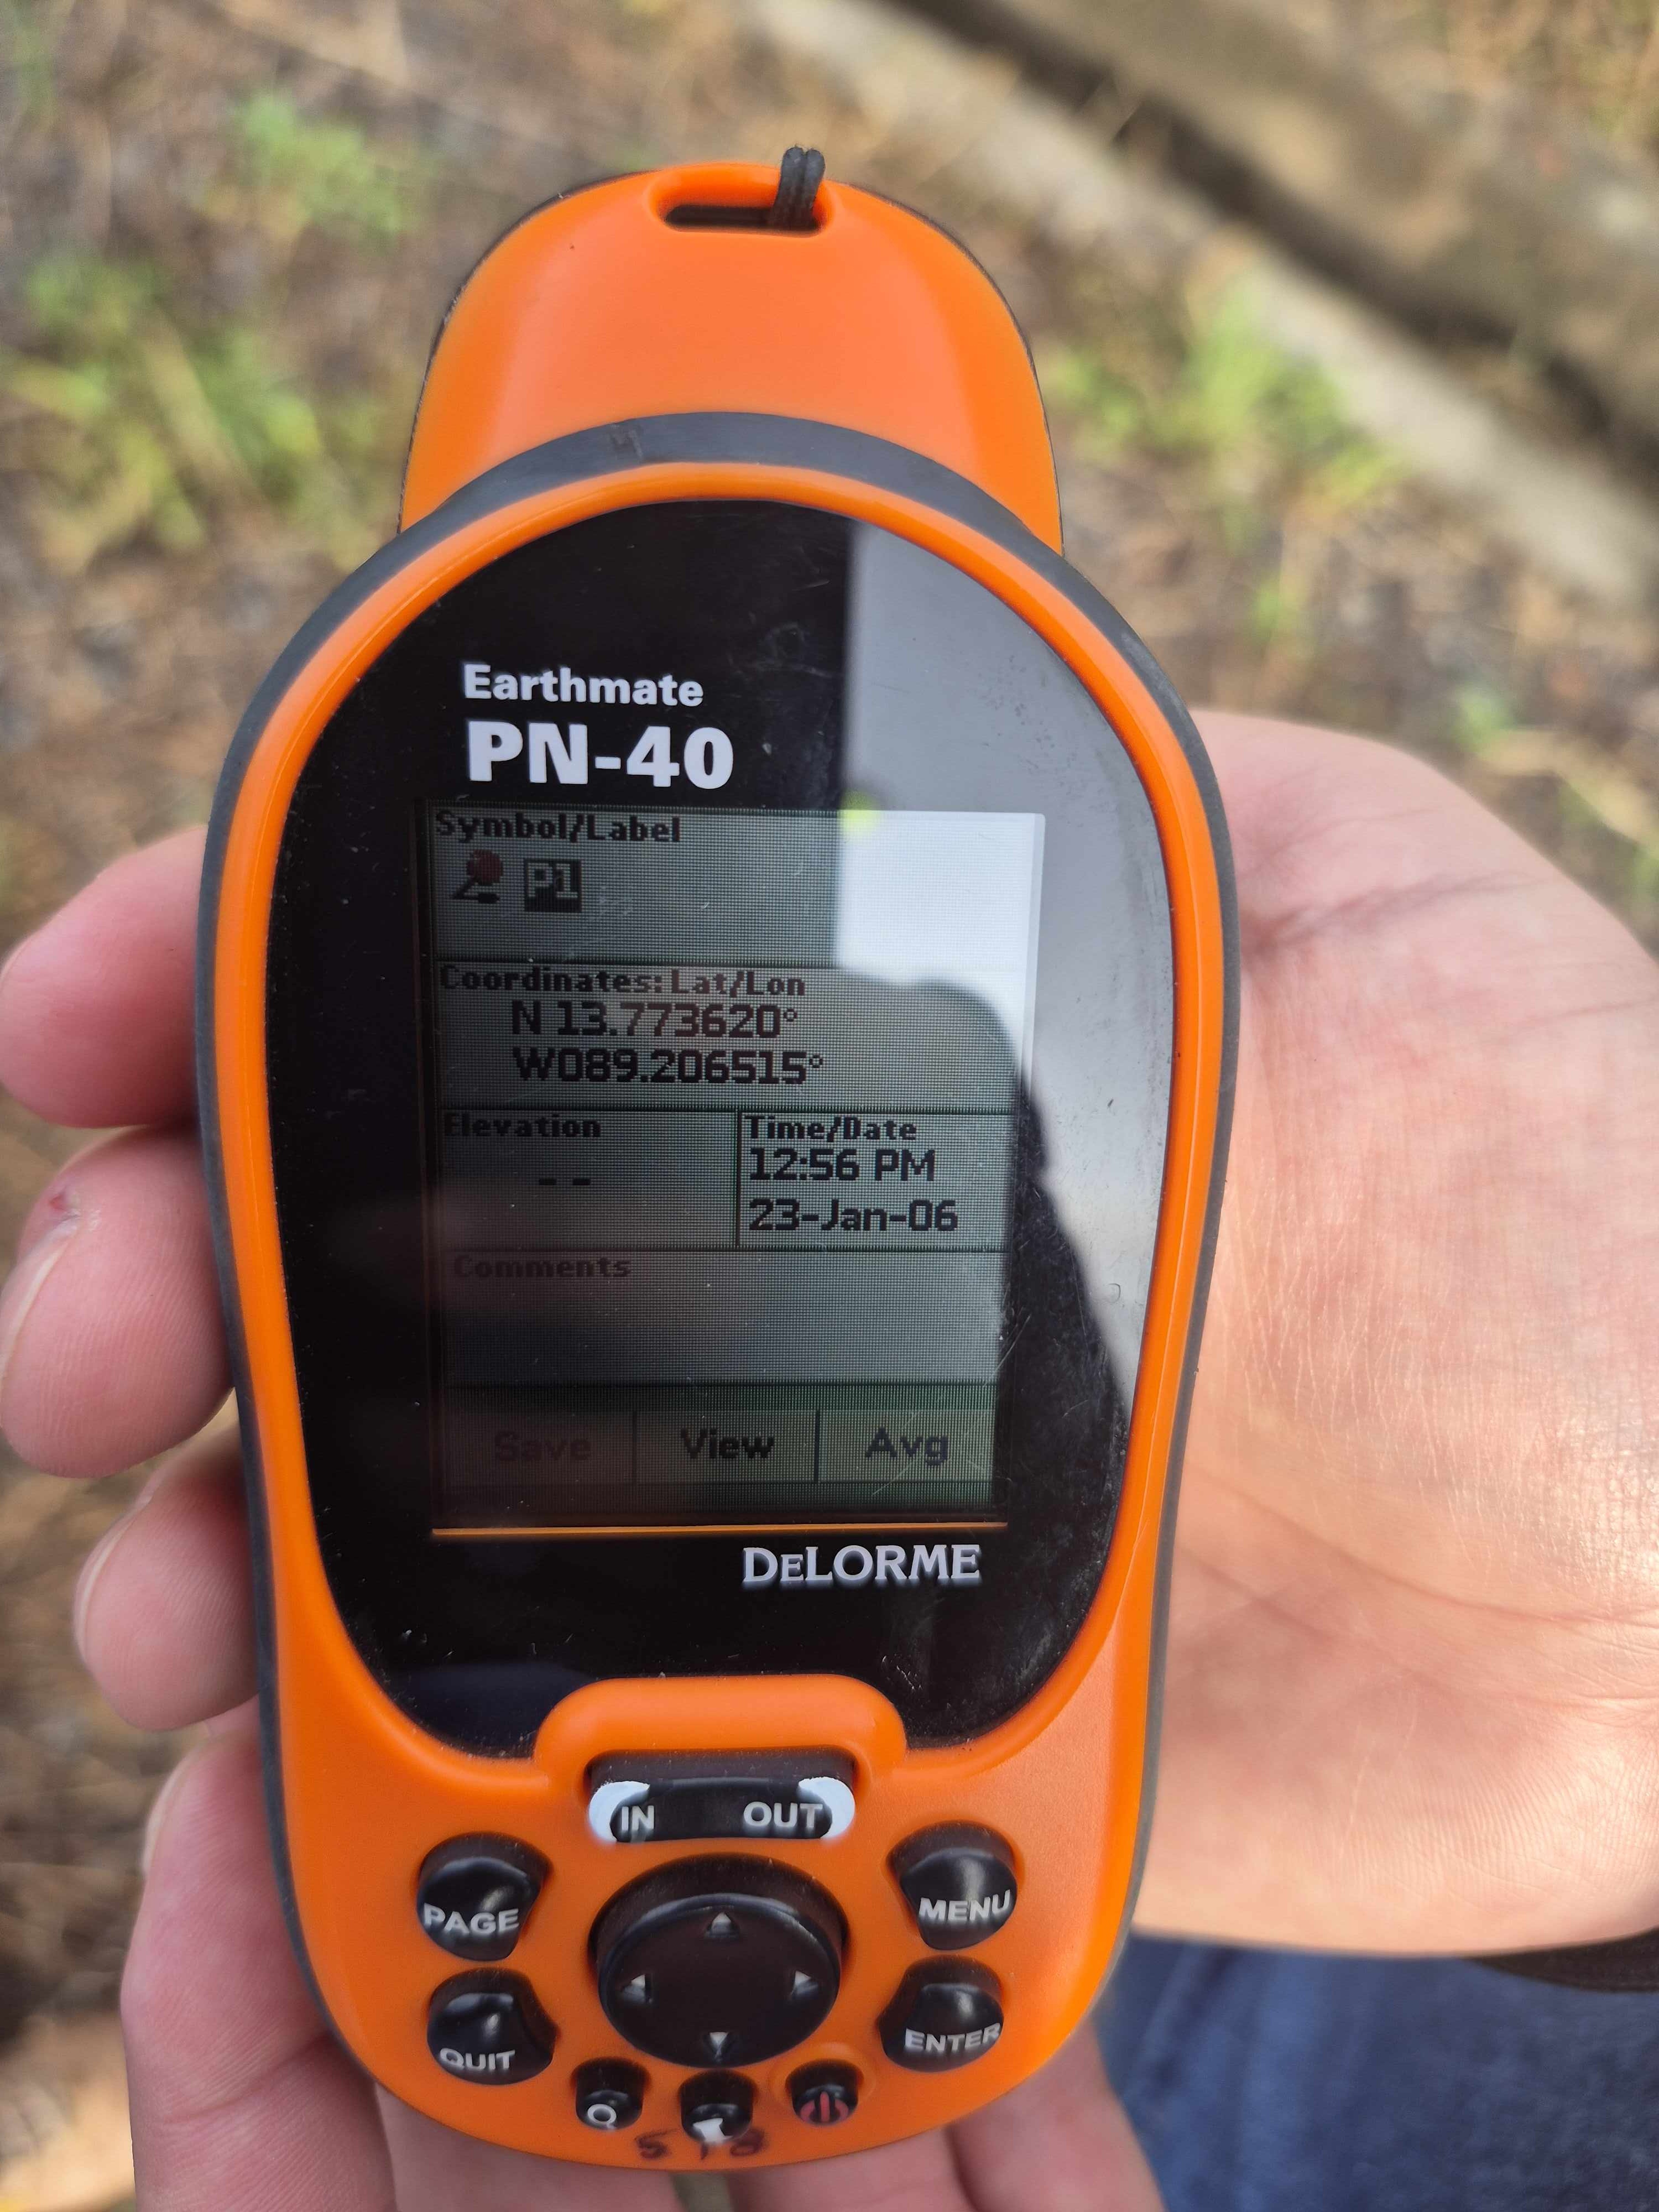 Earthmate
PN-40
Symbol/Label
P1
Coordinates: Lat/Lon
N 13.773620°
W089.206515°
Elevation
--
Time/Date
12:56 PM
23-Jan-06
Comments
Save View Avg
DeLORME
IN OUT
PAGE MENU
QUIT ENTER